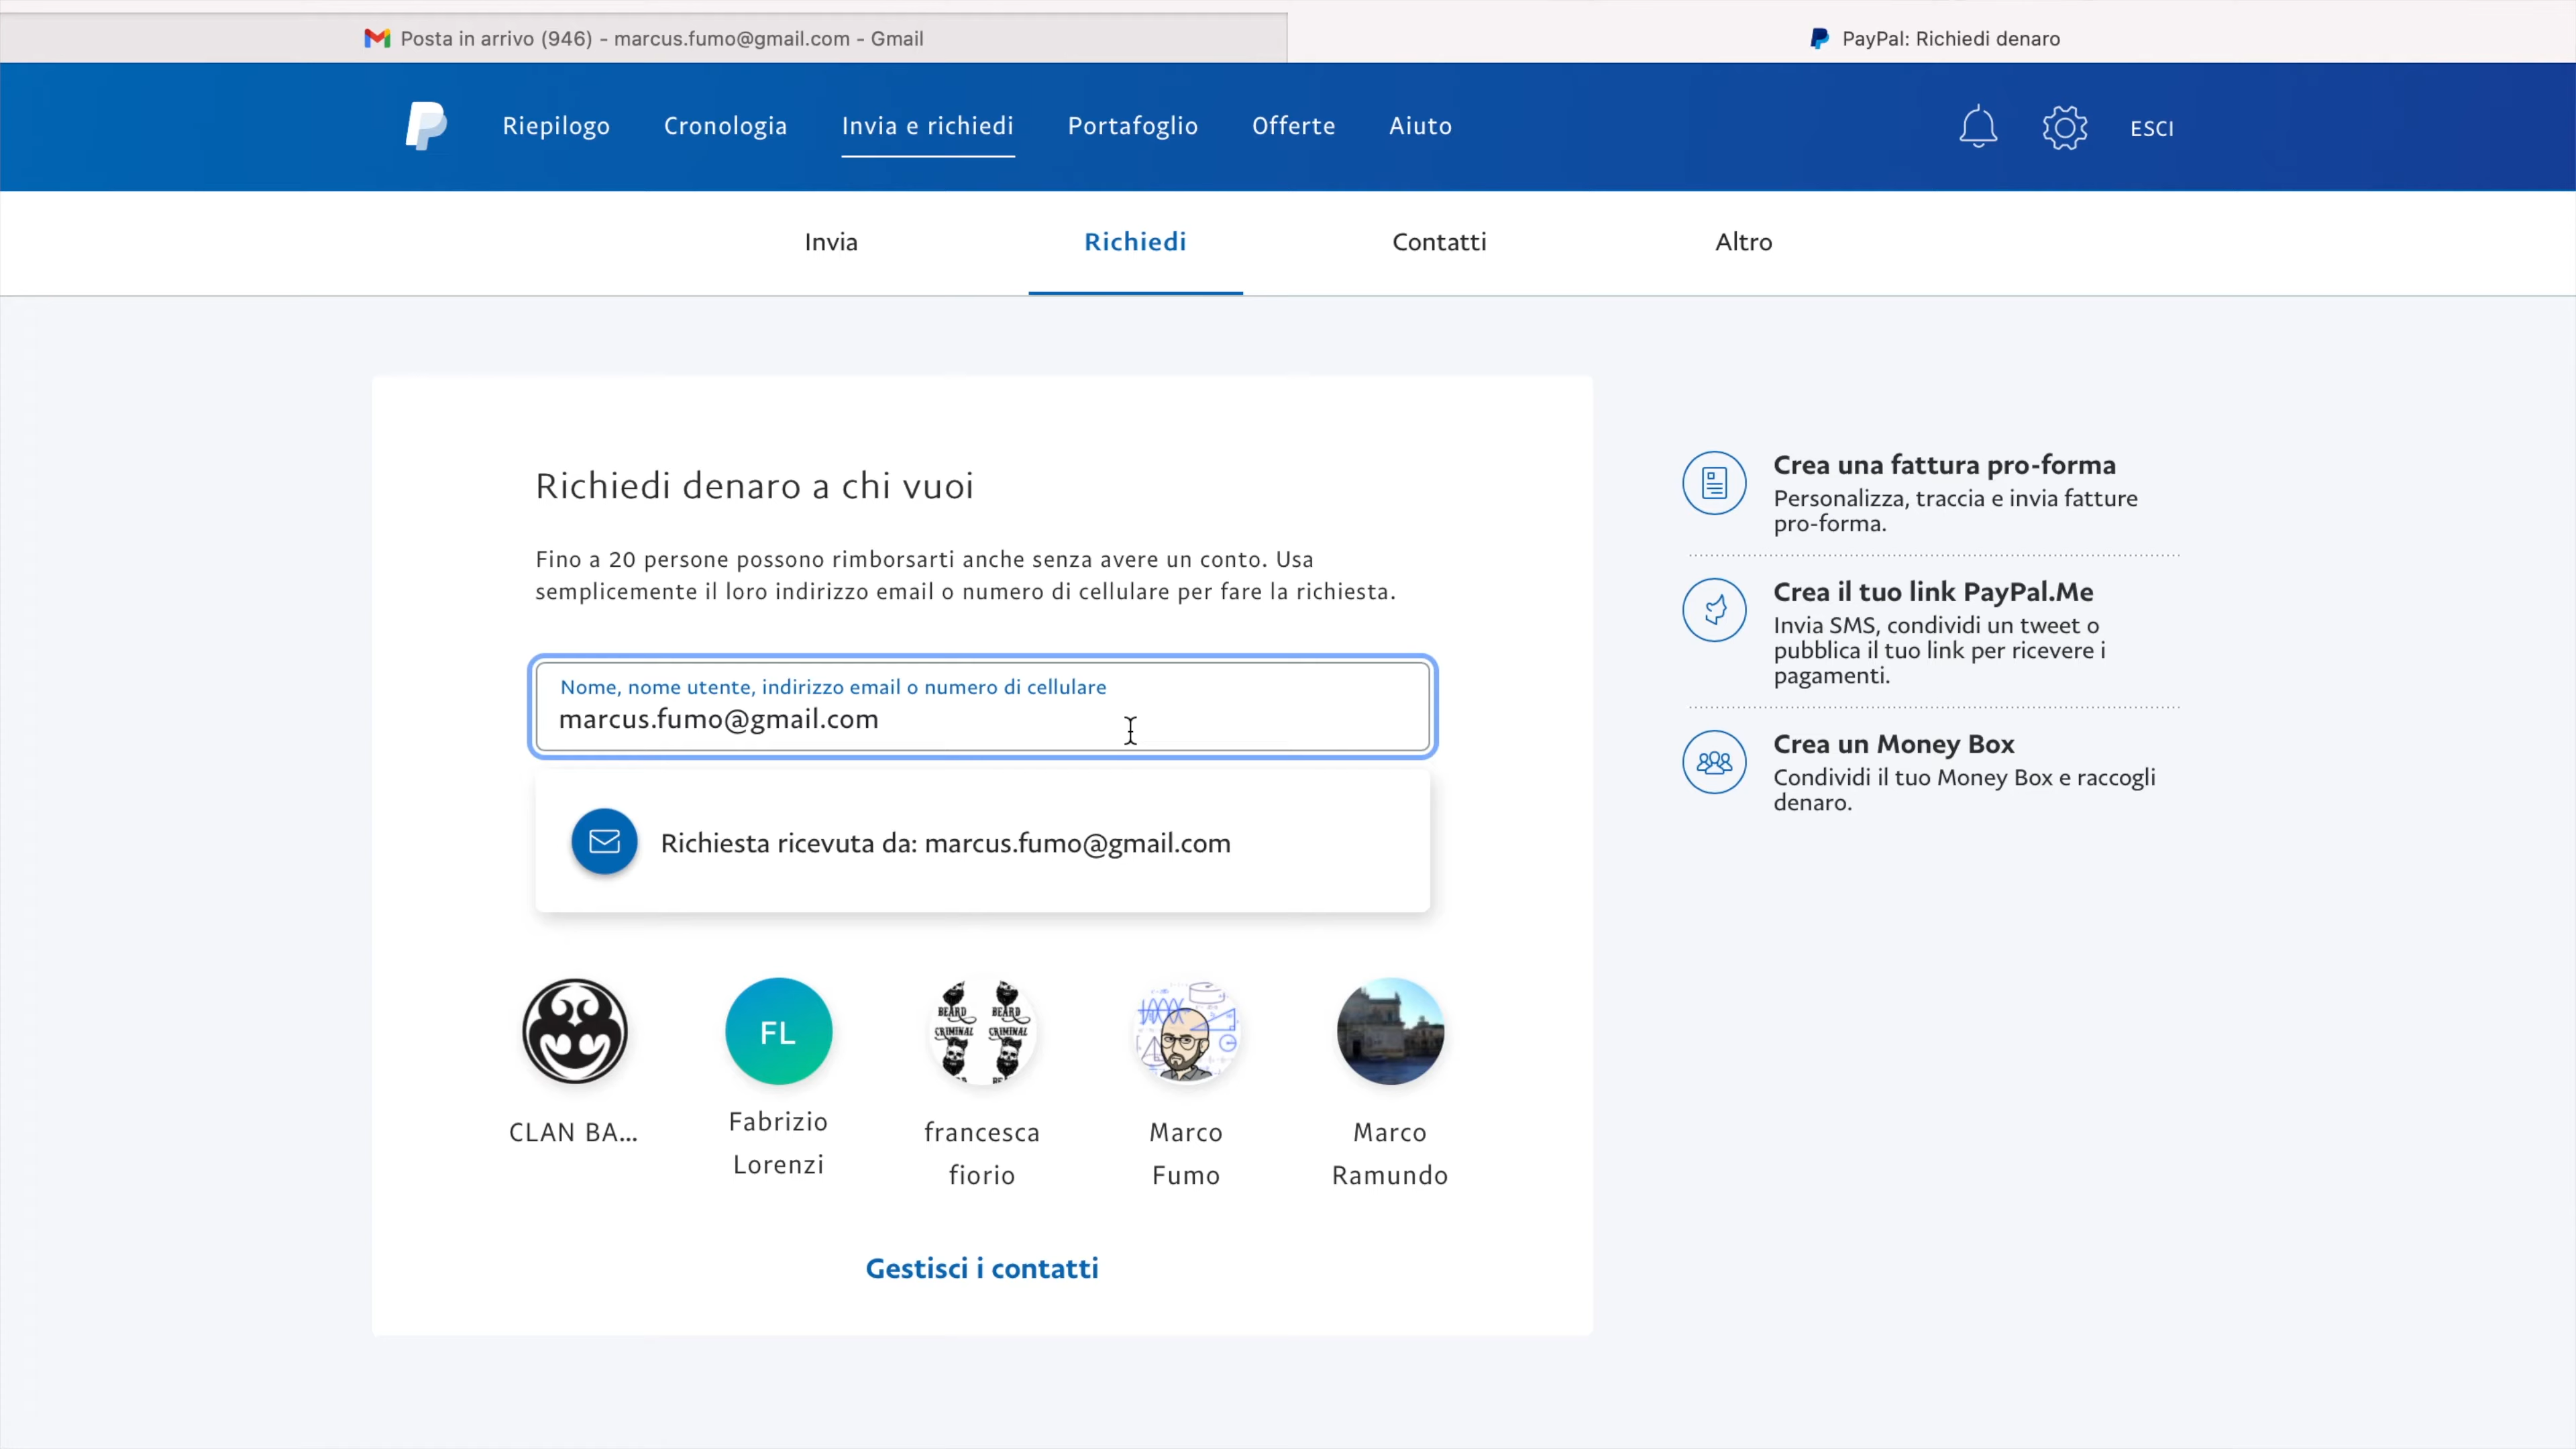 Posta in arrivo (946) - marcus.fumo@gmail.com - Gmail
PayPal: Richiedi denaro
Riepilogo
Cronologia
Invia e richiedi
Portafoglio
Offerte
Aiuto
ESCI
Invia
Richiedi
Contatti
Altro
Richiedi denaro a chi vuoi
Fino a 20 persone possono rimborsarti anche senza avere un conto. Usa
semplicemente il loro indirizzo email o numero di cellulare per fare la richiesta.
Nome, nome utente, indirizzo email o numero di cellulare
marcus.fumo@gmail.com
Richiesta ricevuta da: marcus.fumo@gmail.com
FL
BEARD
CRIMINAL
BEARD
CRIMINAL
CLAN BA...
Fabrizio
Lorenzi
francesca
fiorio
Marco
Fumo
Marco
Ramundo
Gestisci i contatti
Crea una fattura pro-forma
Personalizza, traccia e invia fatture
pro-forma.
Crea il tuo link PayPal.Me
Invia SMS, condividi un tweet o
pubblica il tuo link per ricevere i
pagamenti.
Crea un Money Box
Condividi il tuo Money Box e raccogli
denaro.